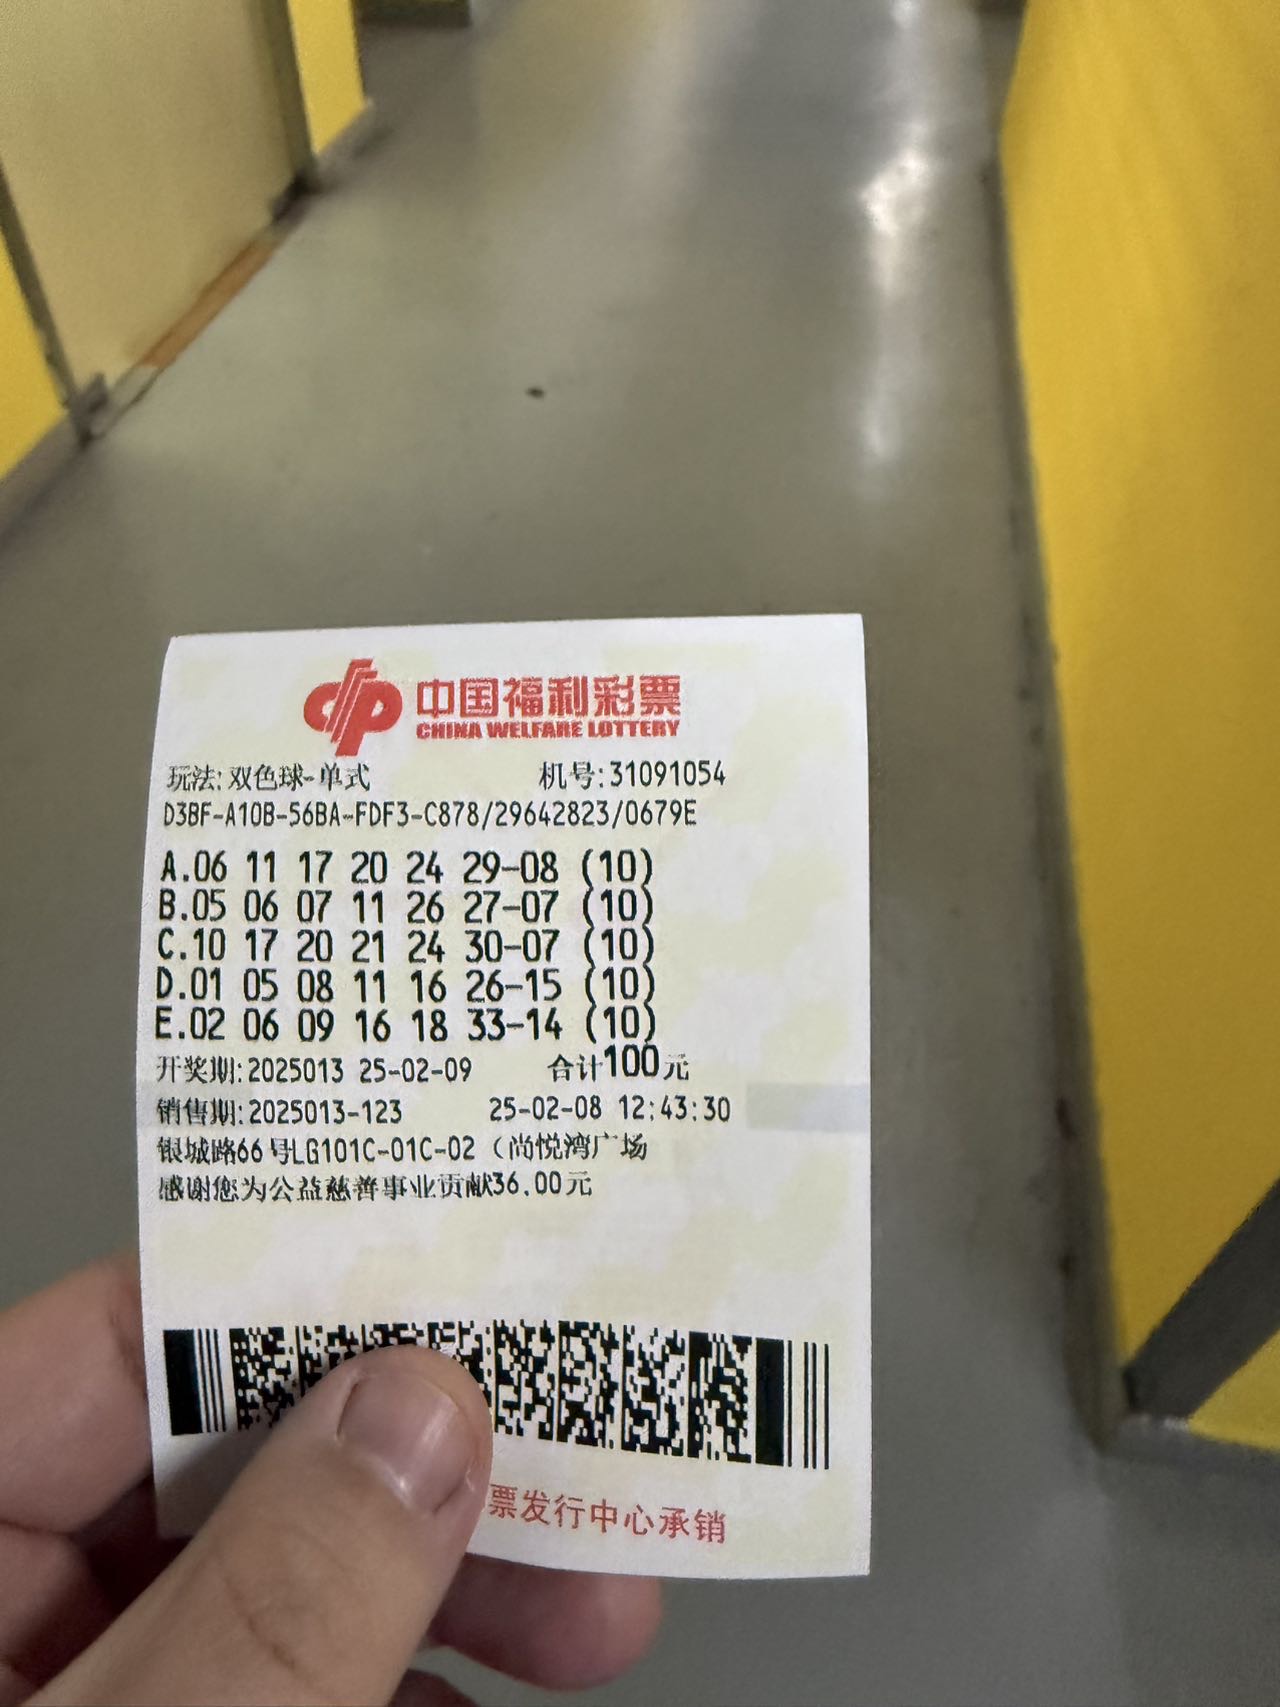 中国福利彩票
CHINA WELFARE LOTTERY
玩法:双色球-单式 机号:31091054
D3BF-A10B-56BA-FDF3-C878/29642823/0679E
A.06 11 17 20 24 29-08 (10)
B.05 06 07 11 26 27-07 (10)
C.10 17 20 21 24 30-07 (10)
D.01 05 08 11 16 26-15 (10)
E.02 06 09 16 18 33-14 (10)
开奖期:2025013 25-02-09 合计100元
销售期:2025013-123 25-02-08 12:43:30
银城路66号LG101C-01C-02（尚悦湾广场
感谢您为公益慈善事业贡献36.00元
票发行中心承销